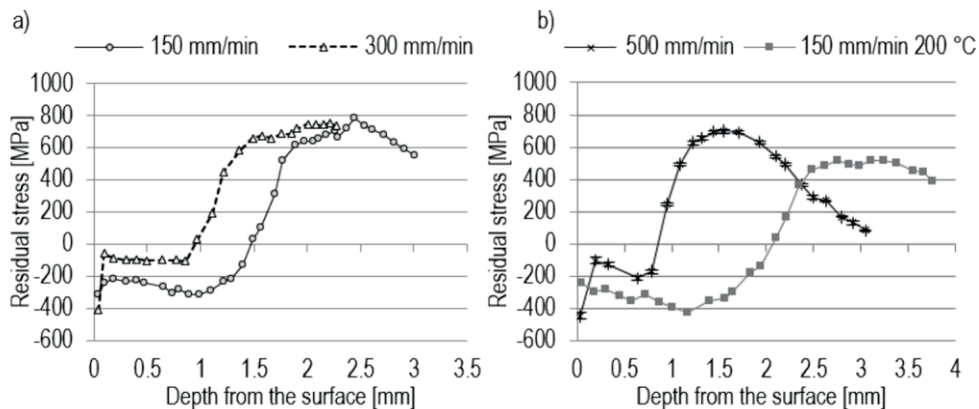 a)
150 mm/min 300 mm/min
Residual stress [MPa]
1000
800
600
400
200
0
-200
-400
-600
0 0.5 1 1.5 2 2.5 3 3.5
Depth from the surface [mm]
b)
500 mm/min 150 mm/min 200 °C
Residual stress [MPa]
1000
800
600
400
200
0
-200
-400
-600
0 0.5 1 1.5 2 2.5 3 3.5 4
Depth from the surface [mm]